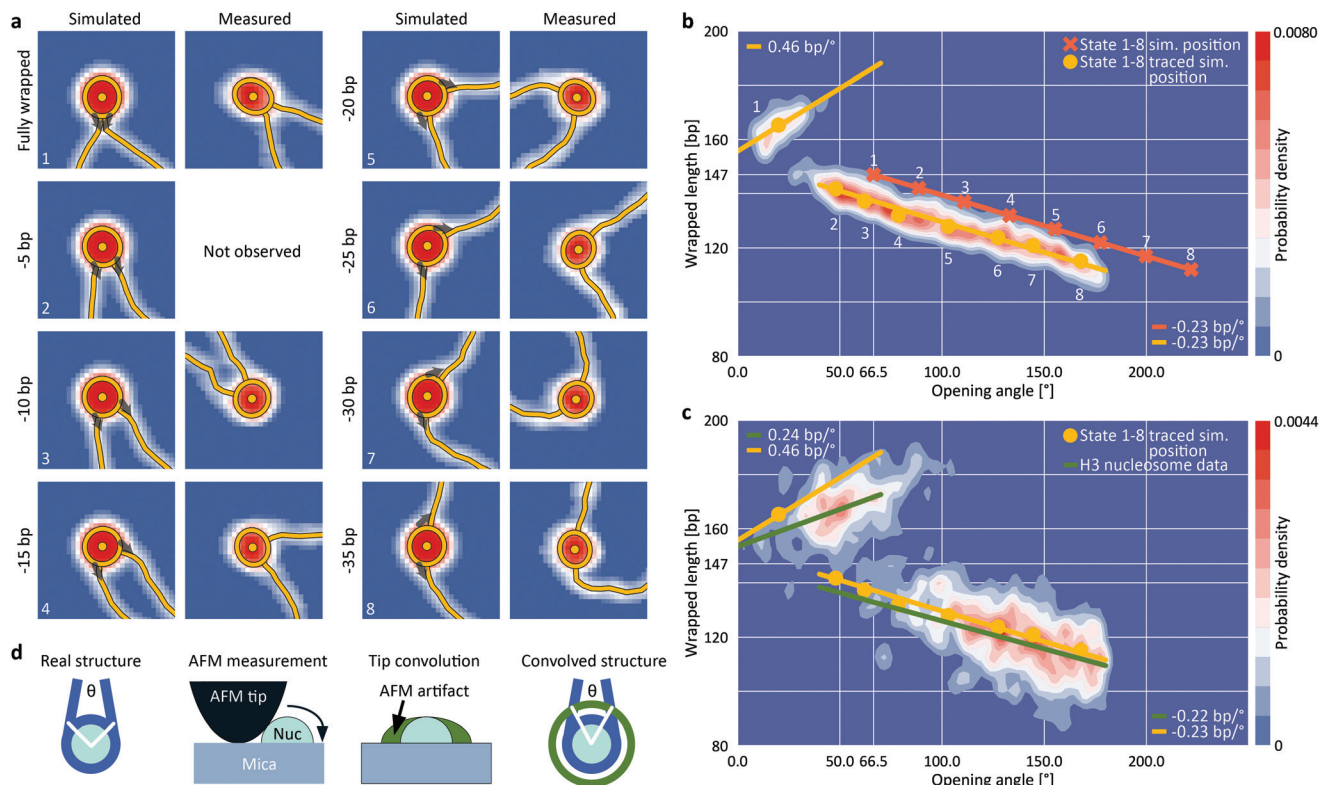 a
Simulated
Measured
Simulated
Measured
Fully wrapped
1
-5 bp
2
Not observed
-10 bp
3
-15 bp
4
-20 bp
5
-25 bp
6
-30 bp
7
-35 bp
8
b
200
160
147
120
80
Wrapped length [bp]
0.0
50.0
66.5
100.0
150.0
200.0
Opening angle [°]
0.46 bp/°
State 1-8 sim. position
State 1-8 traced sim.
position
1
1
2
3
4
5
6
7
8
2
3
4
5
6
7
8
-0.23 bp/°
-0.23 bp/°
0.0080
Probability density
0
c
200
160
147
120
80
Wrapped length [bp]
0.0
50.0
66.5
100.0
150.0
200.0
Opening angle [°]
0.24 bp/°
0.46 bp/°
State 1-8 traced sim.
position
H3 nucleosome data
-0.22 bp/°
-0.23 bp/°
0.0044
Probability density
0
d
Real structure
θ
AFM measurement
AFM tip
Nuc
Mica
Tip convolution
AFM artifact
Convolved structure
θ